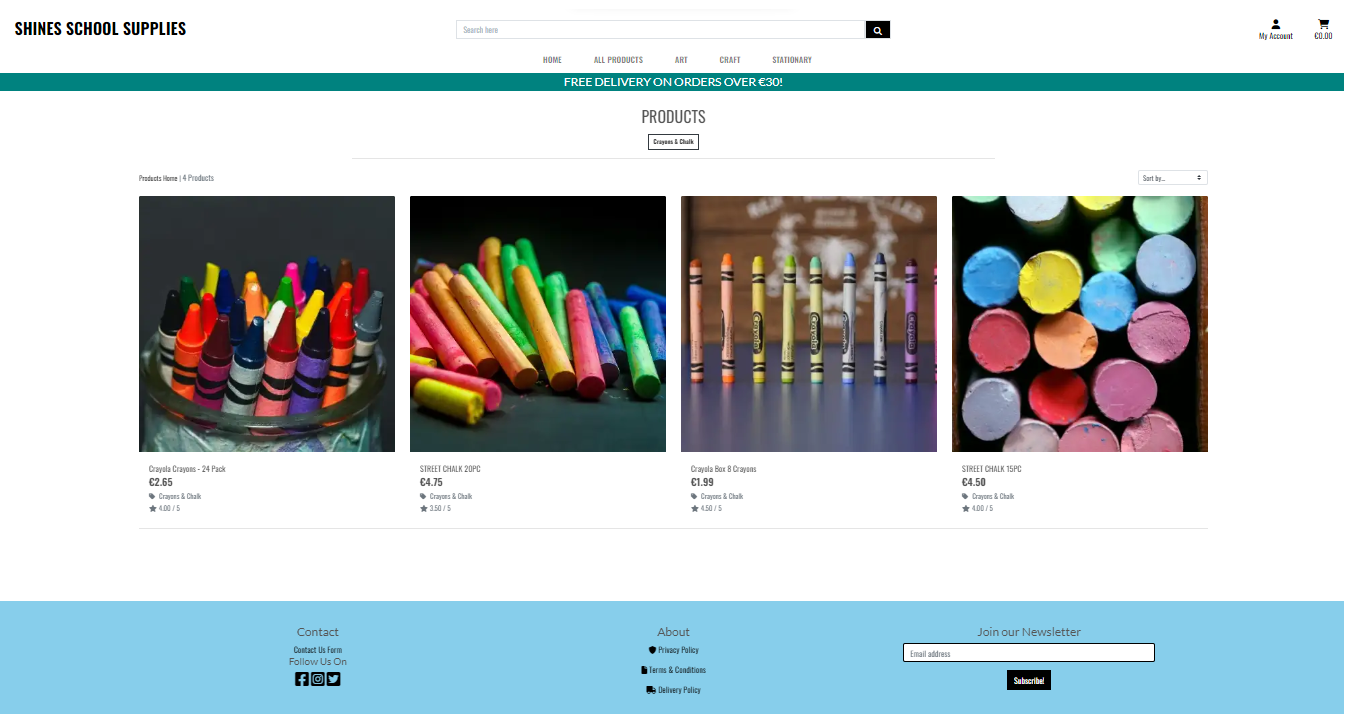 SHINES SCHOOL SUPPLIES
Search here
My Account
€0.00
HOME ALL PRODUCTS ART CRAFT STATIONARY
FREE DELIVERY ON ORDERS OVER €30!
PRODUCTS
Crayons & Chalk
Products Home | 4 Products
Sort by...
Crayola
Crayola
Crayola
Crayola
Crayola Crayons - 24 Pack
€2.65
Crayons & Chalk
4.00 / 5
STREET CHALK 20PC
€4.75
Crayons & Chalk
3.50 / 5
Crayola Box 8 Crayons
€1.99
Crayons & Chalk
4.50 / 5
STREET CHALK 15PC
€4.50
Crayons & Chalk
4.00 / 5
Contact
Contact Us Form
Follow Us On
About
Privacy Policy
Terms & Conditions
Delivery Policy
Join our Newsletter
Email address
Subscribe!